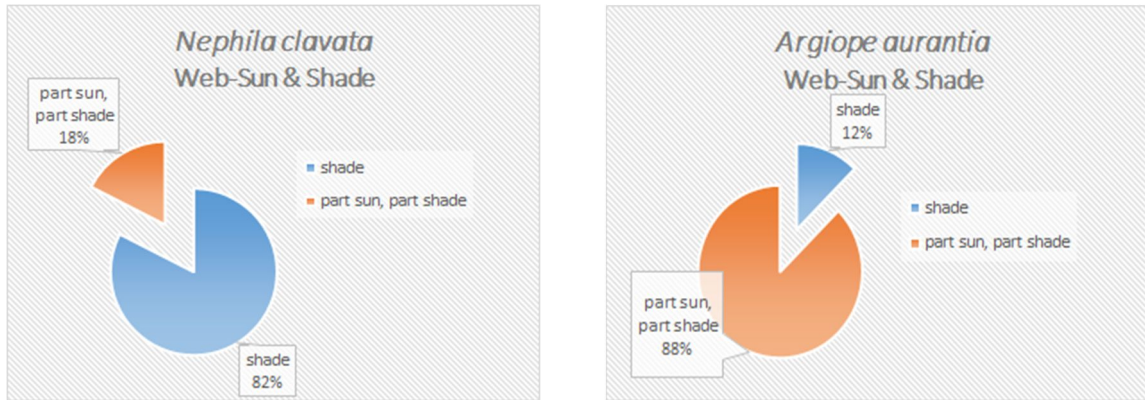 Nephila clavata
Web-Sun & Shade
part sun,
part shade
18%
shade
part sun, part shade
shade
82%
Argiope aurantia
Web-Sun & Shade
shade
12%
shade
part sun, part shade
part sun,
part shade
88%